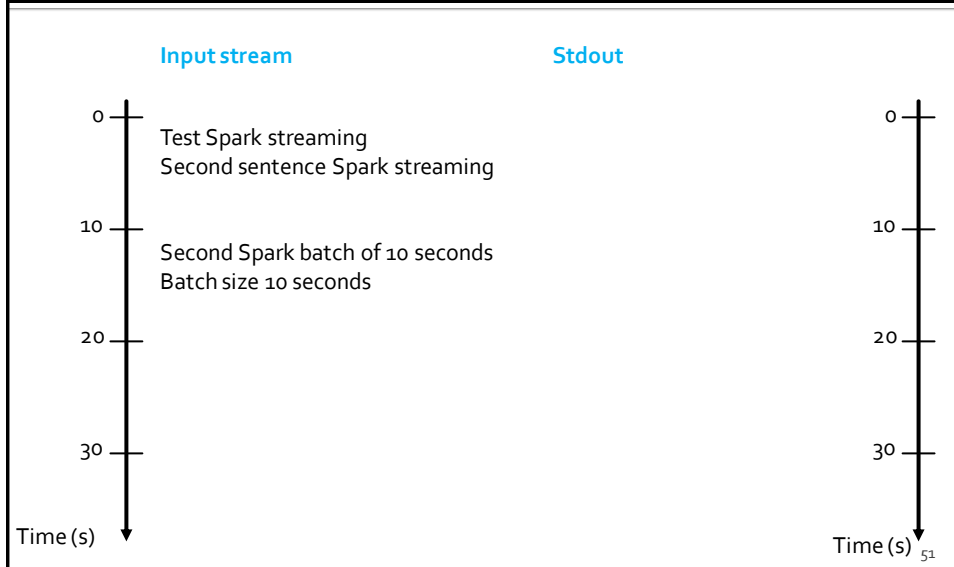 Input stream
Stdout
0
Test Spark streaming
Second sentence Spark streaming
10
Second Spark batch of 10 seconds
Batch size 10 seconds
20
30
Time (s)
0
10
20
30
Time (s)
51